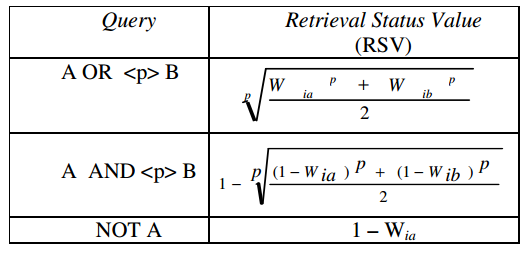 Query Retrieval Status Value
(RSV)
A OR <p> B p√((W_ia^p + W_ib^p) / 2)
A AND <p> B 1 – p√(((1 – W_ia)^p + (1 – W_ib)^p) / 2)
NOT A 1 – W_ia